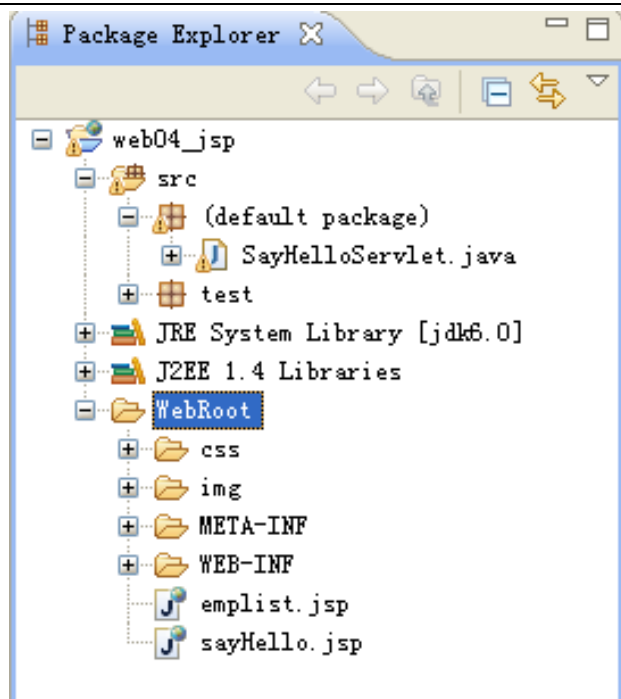 Package Explorer
web04_jsp
src
(default package)
SayHelloServlet.java
test
JRE System Library [jdk6.0]
J2EE 1.4 Libraries
WebRoot
css
img
META-INF
WEB-INF
emplist.jsp
sayHello.jsp